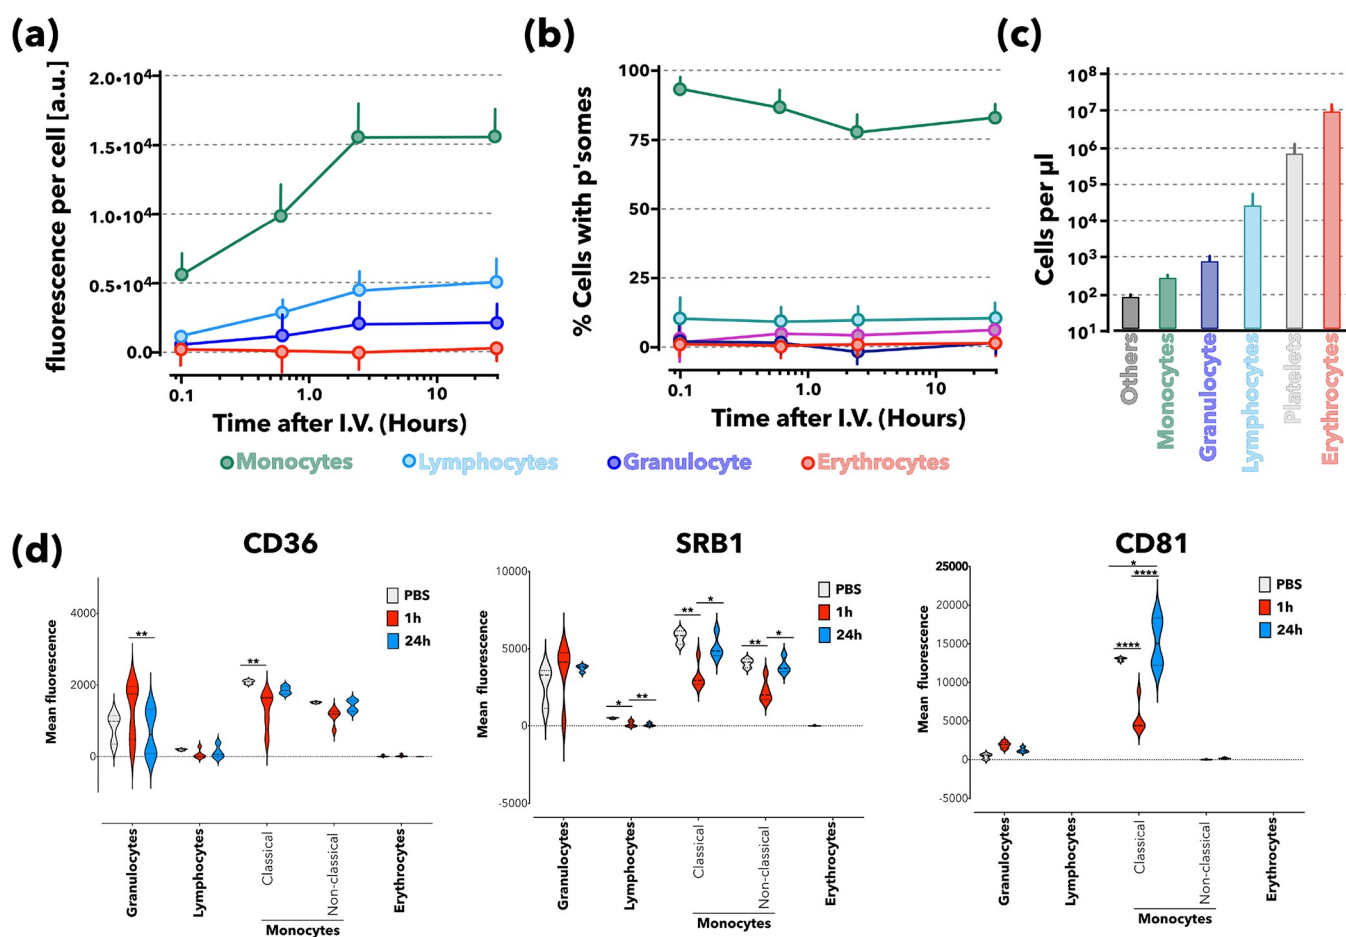 (a)
fluorescence per cell [a.u.]
2.0•10⁴
1.5•10⁴
1.0•10⁴
0.5•10⁴
0.0
0.1 1.0 10
Time after I.V. (Hours)
(b)
% Cells with p'somes
100
75
50
25
0
0.1 1.0 10
Time after I.V. (Hours)
Monocytes Lymphocytes Granulocyte Erythrocytes
(c)
Cells per µl
10⁸
10⁷
10⁶
10⁵
10⁴
10³
10²
10¹
Others
Monocytes
Granulocyte
Lymphocytes
Platelets
Erythrocytes
(d)
CD36
Mean fluorescence
4000
2000
0
PBS
1h
24h
**
**
Granulocytes
Lymphocytes
Classical
Non-classical
Monocytes
Erythrocytes
SRB1
Mean fluorescence
10000
5000
0
-5000
PBS
1h
24h
* **
** *
** *
Granulocytes
Lymphocytes
Classical
Non-classical
Monocytes
Erythrocytes
CD81
Mean fluorescence
25000
20000
15000
10000
5000
0
-5000
PBS
1h
24h
*
****
****
Granulocytes
Lymphocytes
Classical
Non-classical
Monocytes
Erythrocytes